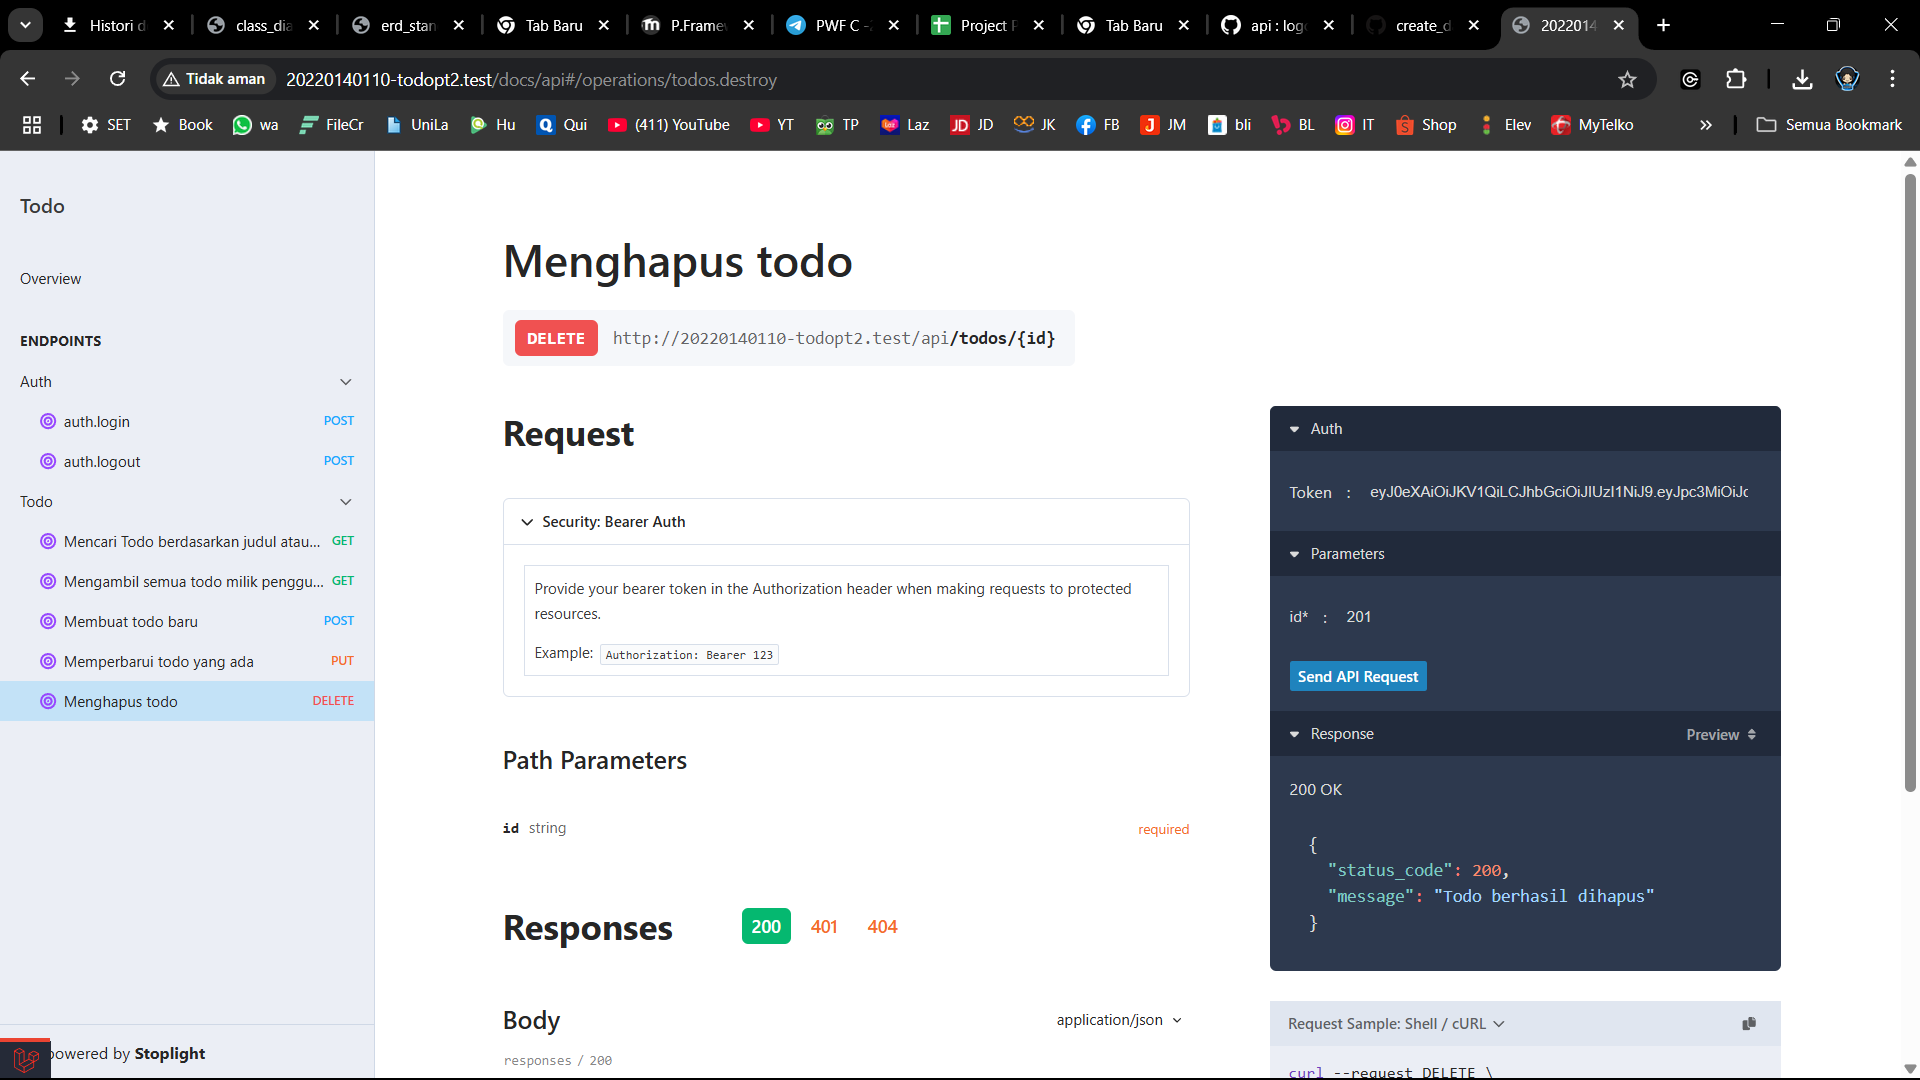 Histori d
class_dia
erd_stan
Tab Baru
P.Framew
PWF C -
Project P
Tab Baru
api : logo
create_d
2022014
Tidak aman
20220140110-todopt2.test/docs/api#/operations/todos.destroy
SET
Book
wa
FileCr
UniLa
Hu
Qui
(411) YouTube
YT
TP
Laz
JD
JK
FB
JM
bli
BL
IT
Shop
Elev
MyTelko
Semua Bookmark
Todo
Overview
ENDPOINTS
Auth
auth.login POST
auth.logout POST
Todo
Mencari Todo berdasarkan judul atau... GET
Mengambil semua todo milik penggu... GET
Membuat todo baru POST
Memperbarui todo yang ada PUT
Menghapus todo DELETE
powered by Stoplight
Menghapus todo
DELETE http://20220140110-todopt2.test/api/todos/{id}
Request
Security: Bearer Auth
Provide your bearer token in the Authorization header when making requests to protected
resources.
Example: Authorization: Bearer 123
Path Parameters
id string required
Responses 200 401 404
Body application/json
responses / 200
Auth
Token : eyJ0eXAiOiJKV1QiLCJhbGciOiJIUzI1NiJ9.eyJpc3MiOiJo
Parameters
id* : 201
Send API Request
Response Preview
200 OK
{
"status_code": 200,
"message": "Todo berhasil dihapus"
}
Request Sample: Shell / cURL
curl --request DELETE \